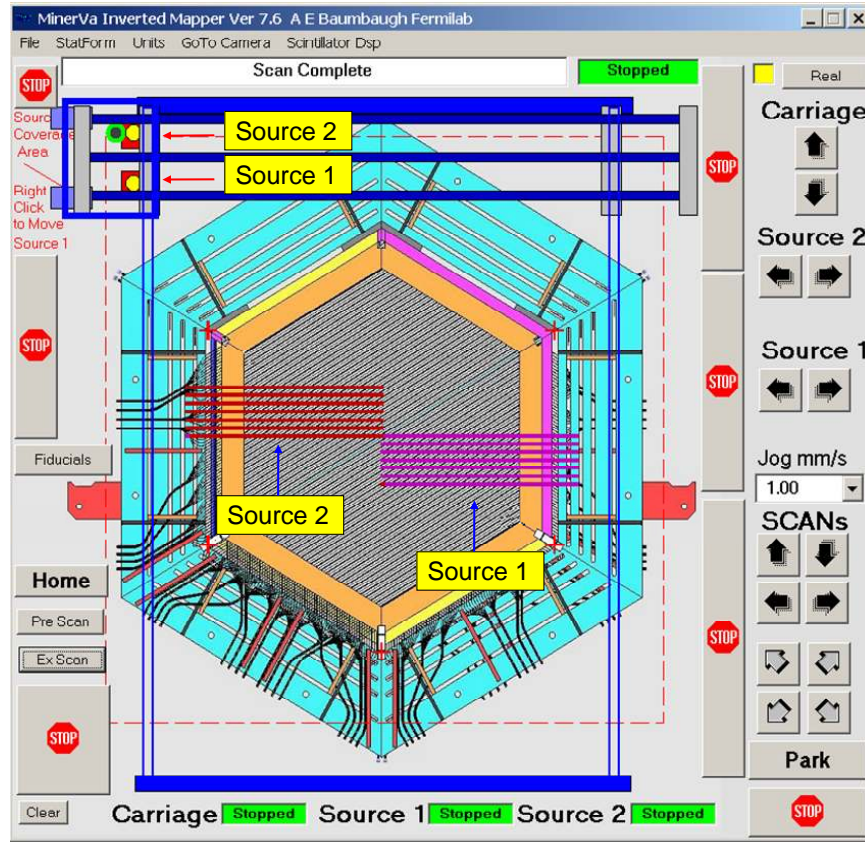 MinerVa Inverted Mapper Ver 7.6 A E Baumbaugh Fermilab
File StatForm Units GoTo Camera Scintillator Dsp
STOP
Scan Complete
Stopped
Real
Source
Coverage
Area
Right
Click
to Move
Source 1
Source 2
Source 1
STOP
Carriage
Source 2
STOP
STOP
Source 1
Fiducials
Source 2
Source 1
Jog mm/s
1.00
SCANs
STOP
Home
Pre Scan
Ex Scan
STOP
Park
Clear
Carriage Stopped Source 1 Stopped Source 2 Stopped
STOP